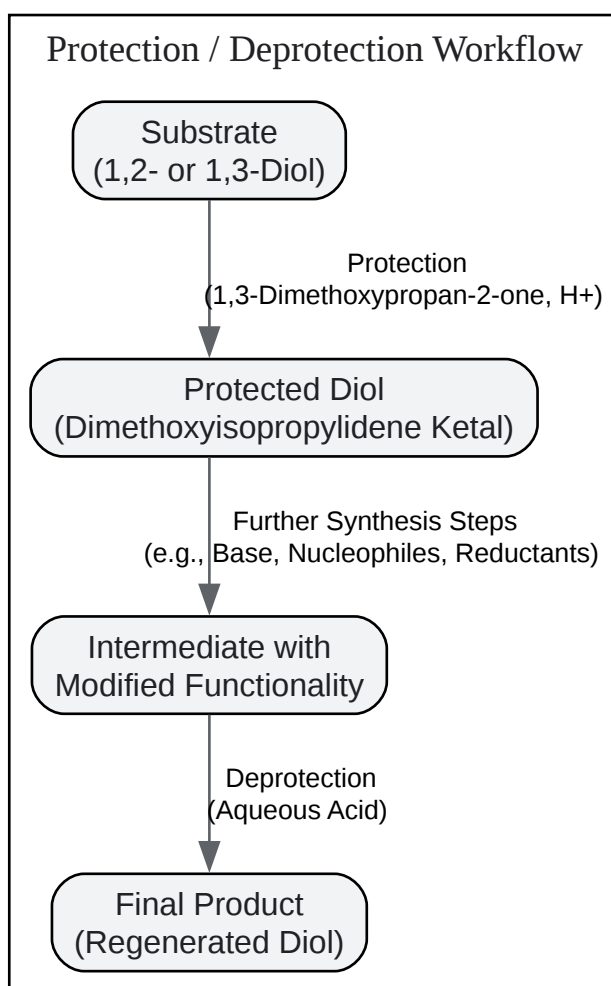 Protection / Deprotection Workflow
Substrate
(1,2- or 1,3-Diol)
Protection
(1,3-Dimethoxypropan-2-one, H+)
Protected Diol
(Dimethoxyisopropylidene Ketal)
Further Synthesis Steps
(e.g., Base, Nucleophiles, Reductants)
Intermediate with
Modified Functionality
Deprotection
(Aqueous Acid)
Final Product
(Regenerated Diol)